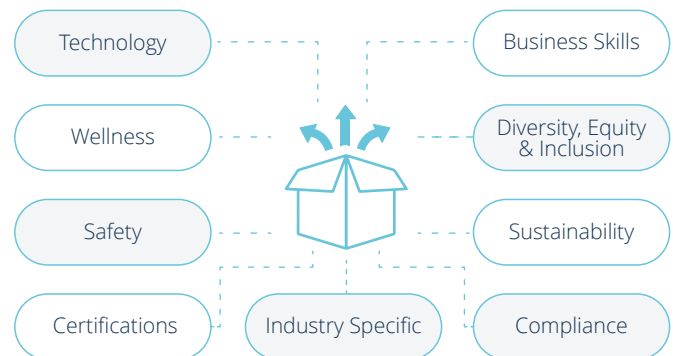 Technology
Business Skills
Wellness
Diversity, Equity
& Inclusion
Safety
Sustainability
Certifications
Industry Specific
Compliance